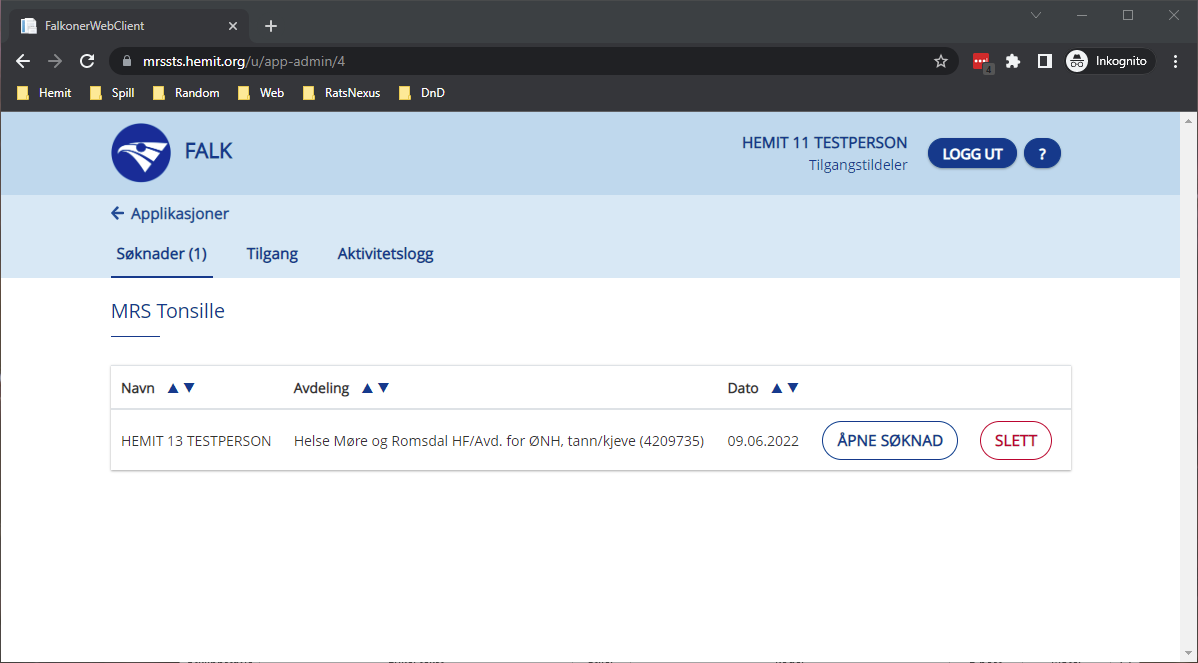 FalkonerWebClient
mrssts.hemit.org/u/app-admin/4
4
Inkognito
Hemit Spill Random Web RatsNexus DnD
FALK
HEMIT 11 TESTPERSON
Tilgangstildeler
LOGG UT ?
Applikasjoner
Søknader (1) Tilgang Aktivitetslogg
MRS Tonsille
Navn Avdeling Dato
HEMIT 13 TESTPERSON Helse Møre og Romsdal HF/Avd. for ØNH, tann/kjeve (4209735) 09.06.2022 ÅPNE SØKNAD SLETT